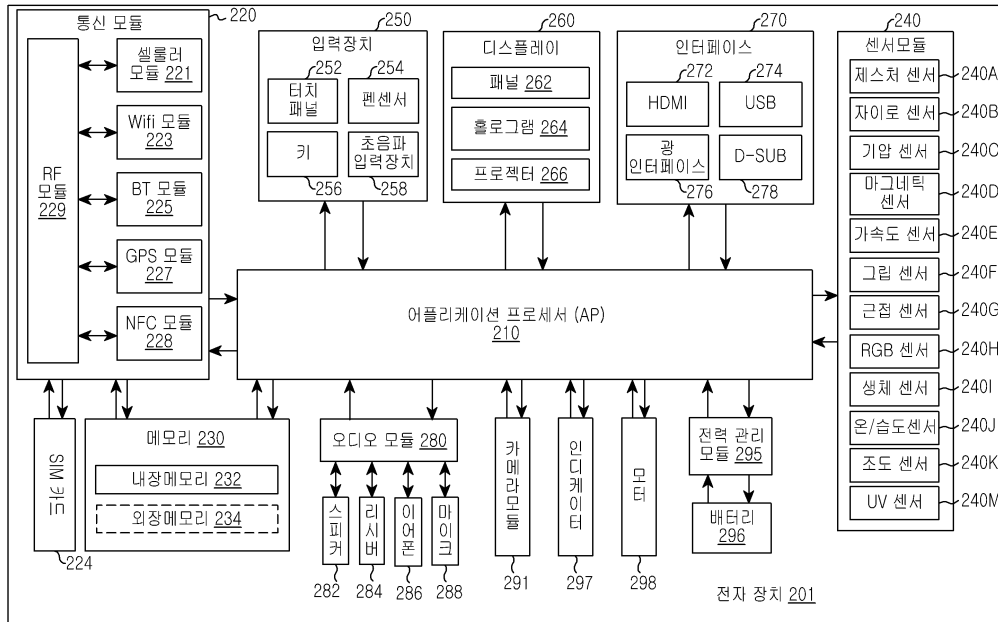 통신 모듈
220
셀룰러
모듈 221
Wifi 모듈
223
BT 모듈
225
GPS 모듈
227
NFC 모듈
228
RF
모듈
229
250
입력장치
252
254
터치
패널
펜센서
키
초음파
입력장치
256
258
260
디스플레이
패널 262
홀로그램 264
프로젝터 266
270
인터페이스
272
274
HDMI
USB
광
인터페이스
D-SUB
276
278
240
센서모듈
제스처 센서
240A
자이로 센서
240B
기압 센서
240C
마그네틱
센서
240D
가속도 센서
240E
그립 센서
240F
근접 센서
240G
RGB 센서
240H
생체 센서
240I
온/습도센서
240J
조도 센서
240K
UV 센서
240M
어플리케이션 프로세서 (AP)
210
SIM 카드
224
메모리 230
내장메모리 232
외장메모리 234
오디오 모듈 280
스피커
리시버
이어폰
마이크
282
284
286
288
카메라모듈
291
인디케이터
297
모터
298
전력 관리
모듈 295
배터리
296
전자 장치 201